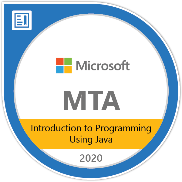 Microsoft
MTA
Introduction to Programming
Using Java
2020